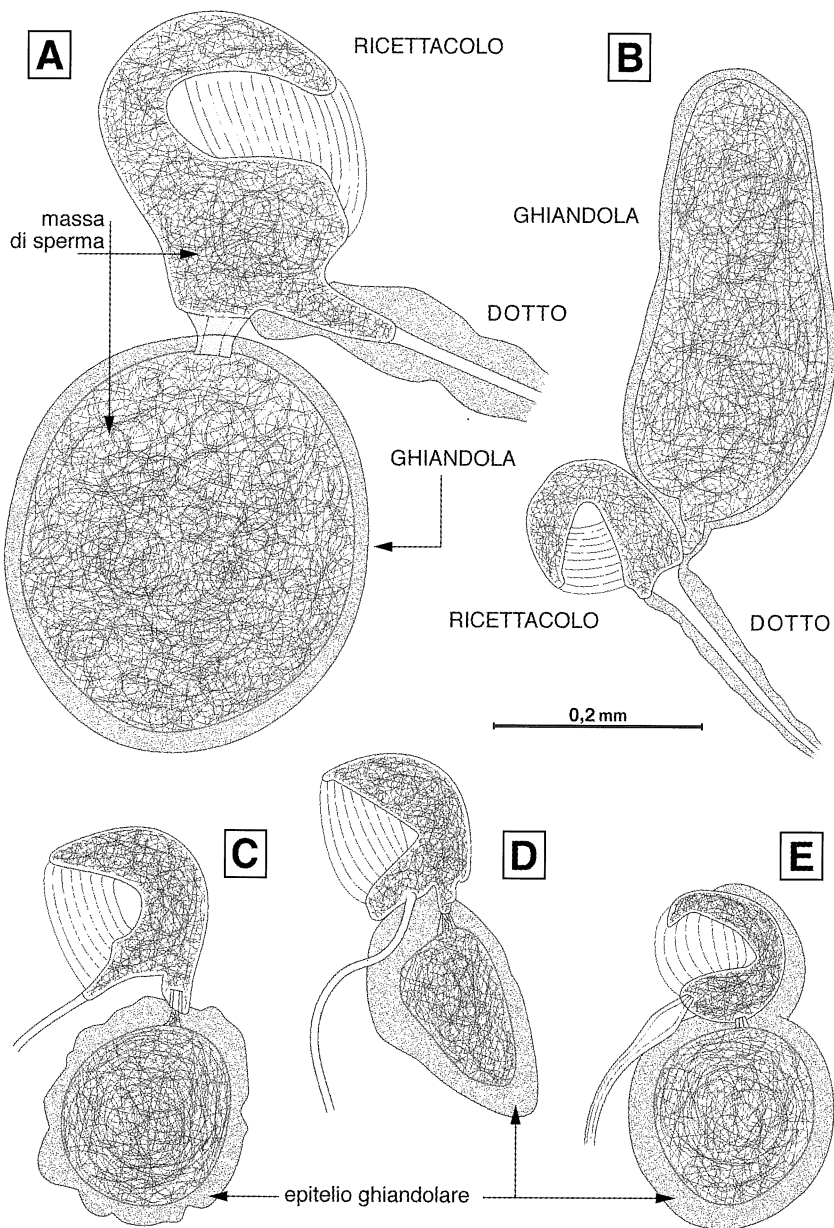 A
RICETTACOLO
B
massa
di sperma
GHIANDOLA
DOTTO
GHIANDOLA
RICETTACOLO
DOTTO
0,2 mm
C
D
E
epitelio ghiandolare